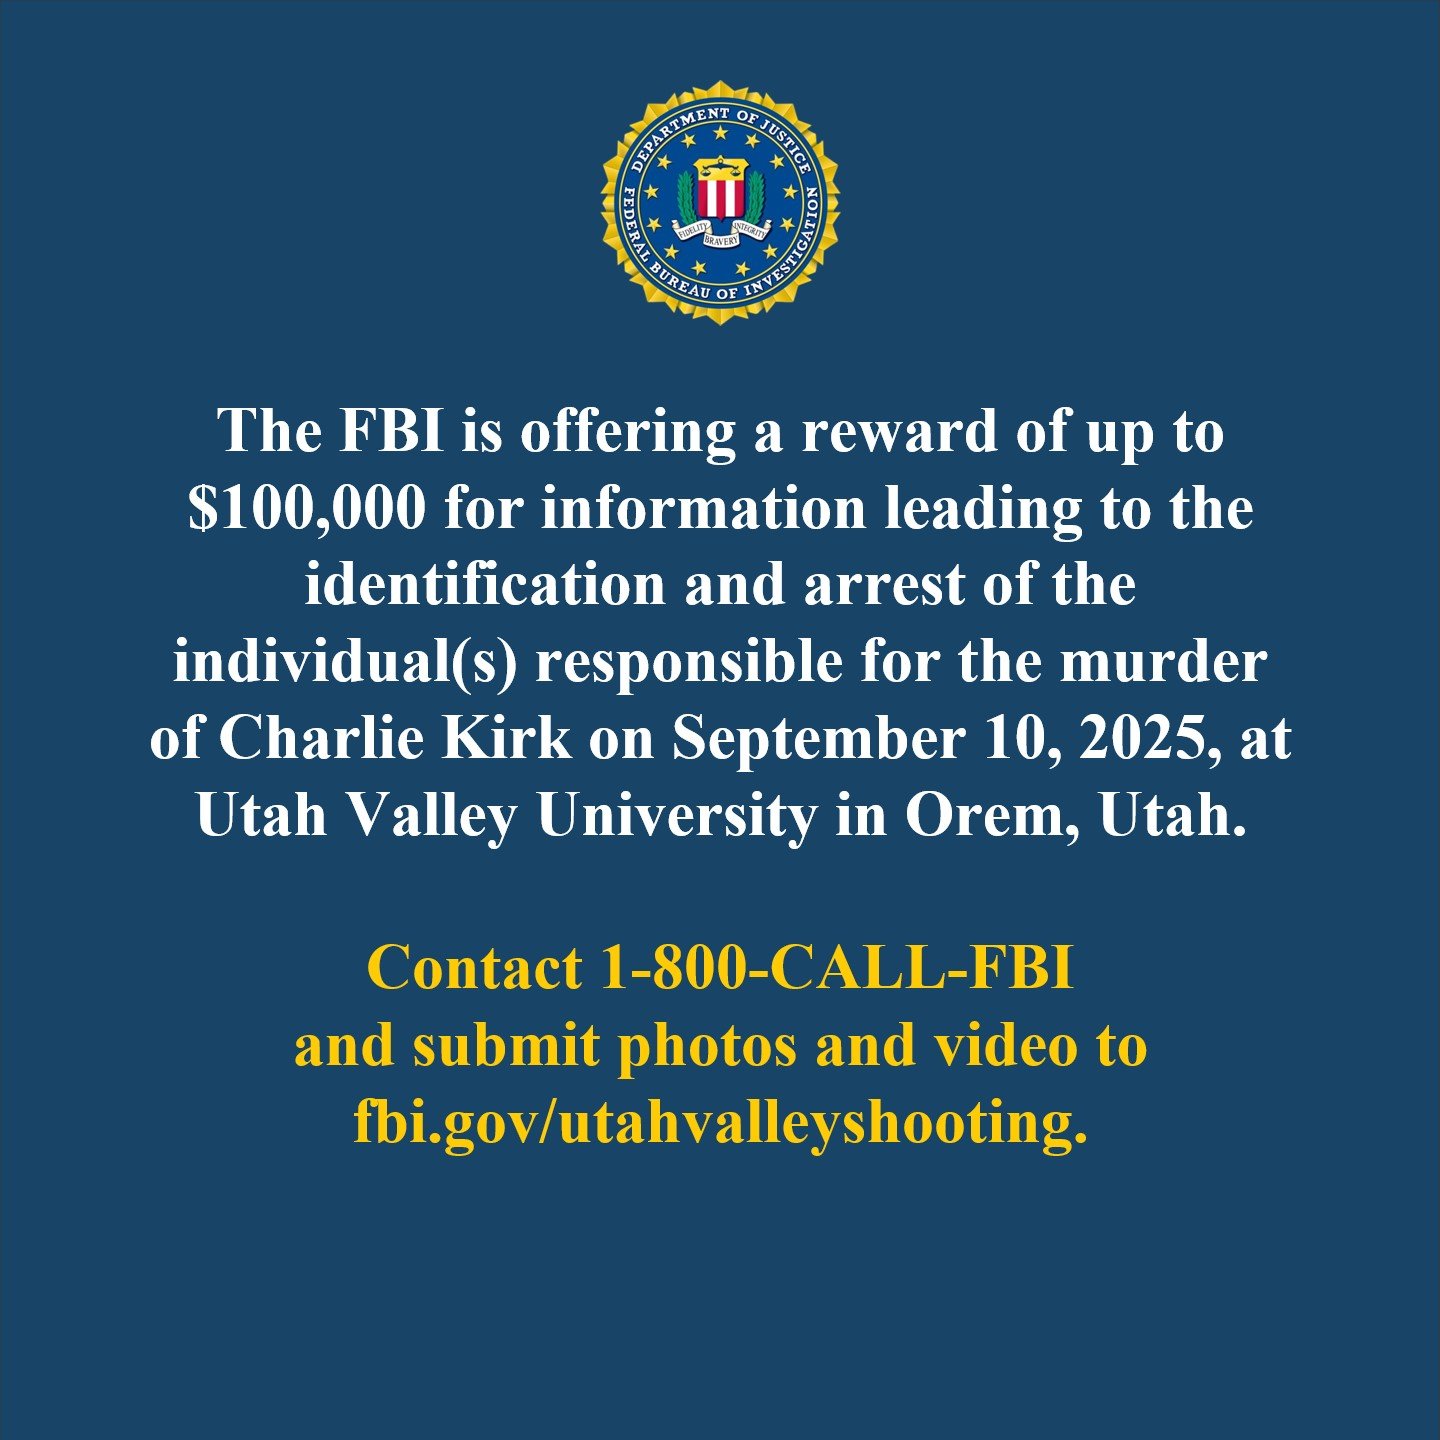 DEPARTMENT OF JUSTICE
FEDERAL BUREAU OF INVESTIGATION
FIDELITY
BRAVERY
INTEGRITY
The FBI is offering a reward of up to
$100,000 for information leading to the
identification and arrest of the
individual(s) responsible for the murder
of Charlie Kirk on September 10, 2025, at
Utah Valley University in Orem, Utah.
Contact 1-800-CALL-FBI
and submit photos and video to
fbi.gov/utahvalleyshooting.